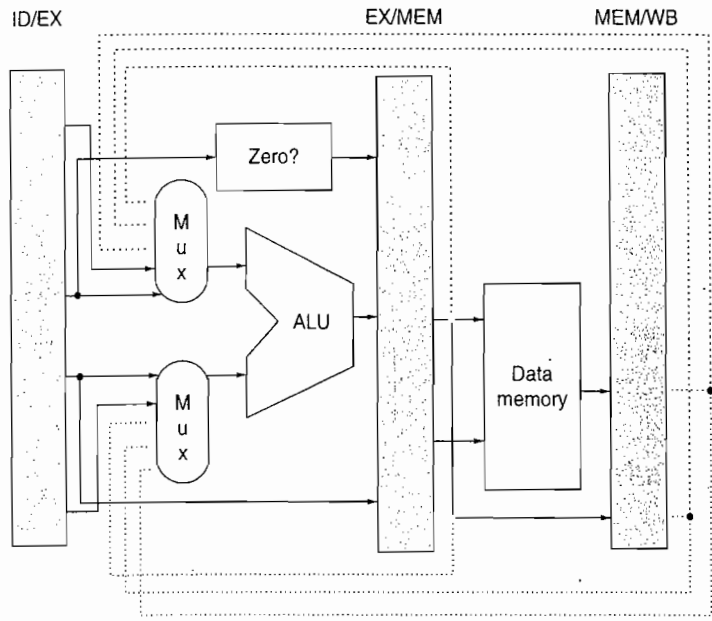 ID/EX
EX/MEM
MEM/WB
Zero?
M
u
x
ALU
M
u
x
Data
memory